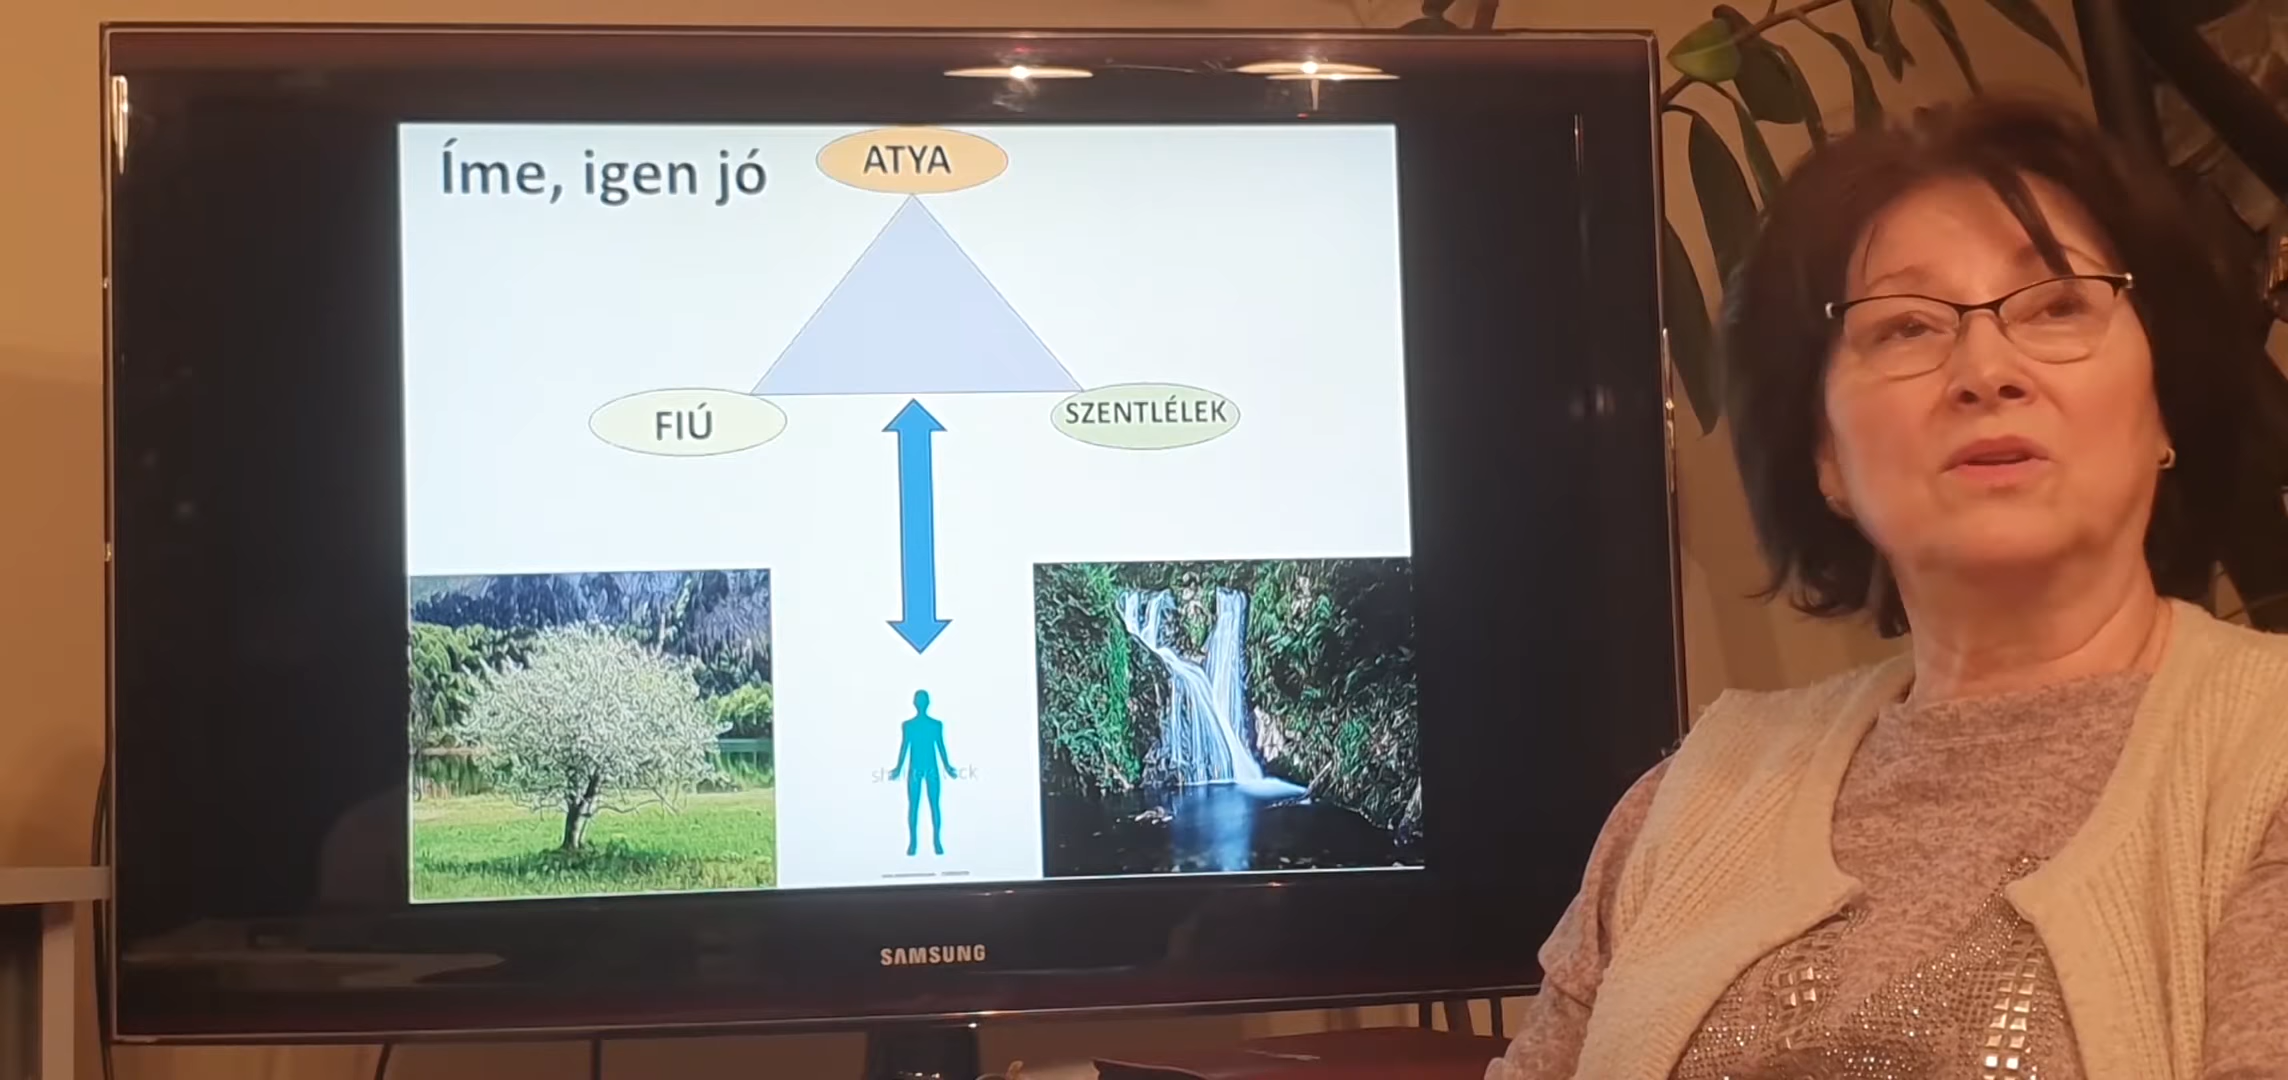 Íme, igen jó
ATYA
FIÚ
SZENTLÉLEK
SAMSUNG